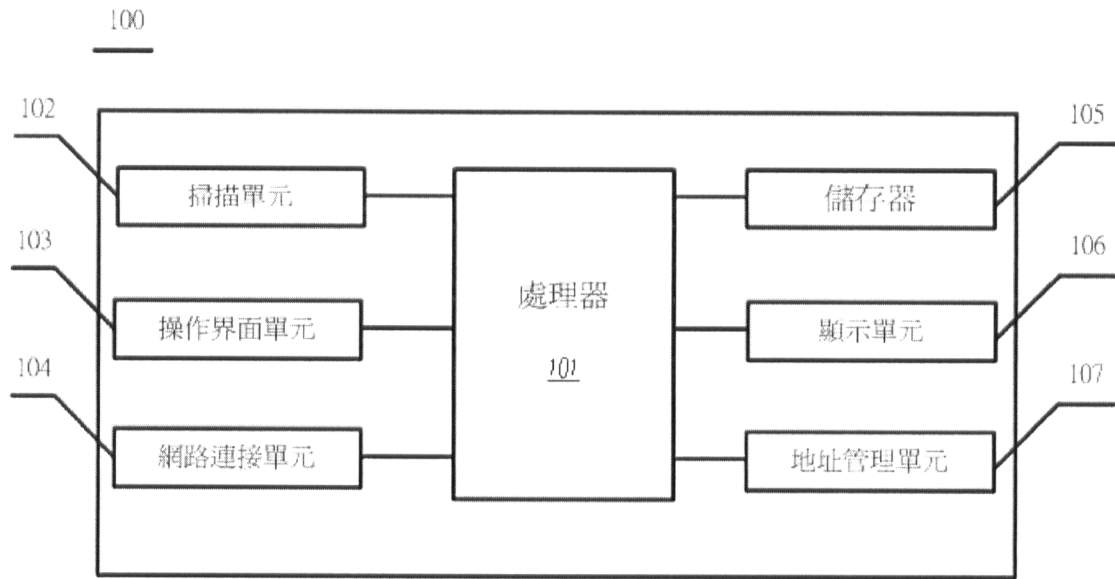 100
102
105
掃描單元
儲存器
103
106
處理器
操作界面單元
顯示單元
101
104
107
網路連接單元
地址管理單元